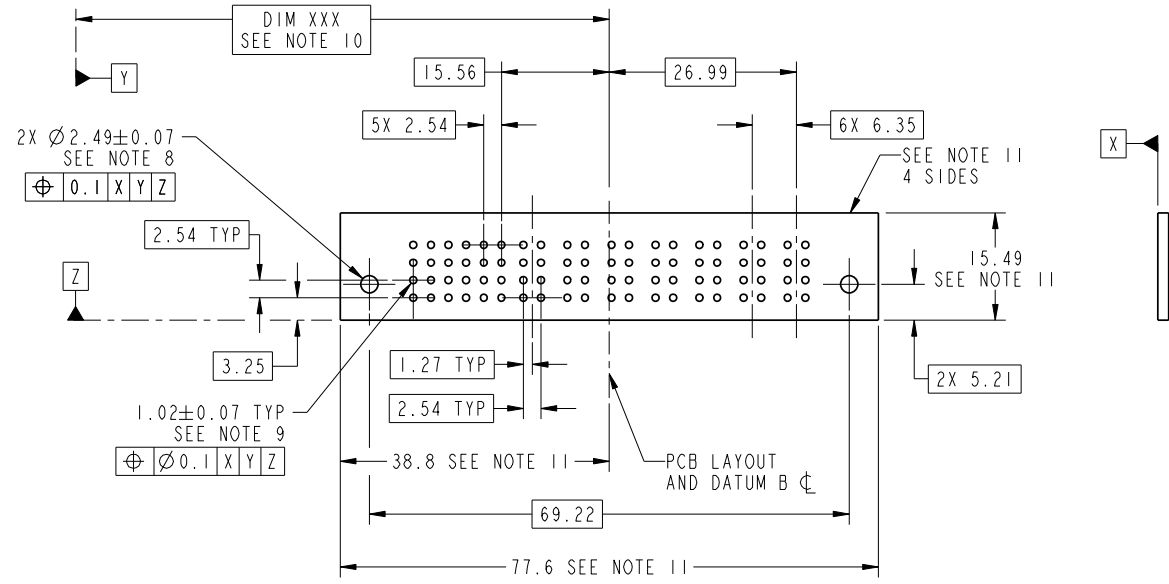 DIM XXX
SEE NOTE 10
Y
15.56
26.99
5X 2.54
6X 6.35
2X Ø2.49±0.07
SEE NOTE 8
⌖ 0.1 X Y Z
X
SEE NOTE 11
4 SIDES
2.54 TYP
Z
15.49
SEE NOTE 11
3.25
1.27 TYP
2X 5.21
2.54 TYP
1.02±0.07 TYP
SEE NOTE 9
⌖ Ø0.1 X Y Z
38.8 SEE NOTE 11
PCB LAYOUT
AND DATUM B ℄
69.22
77.6 SEE NOTE 11